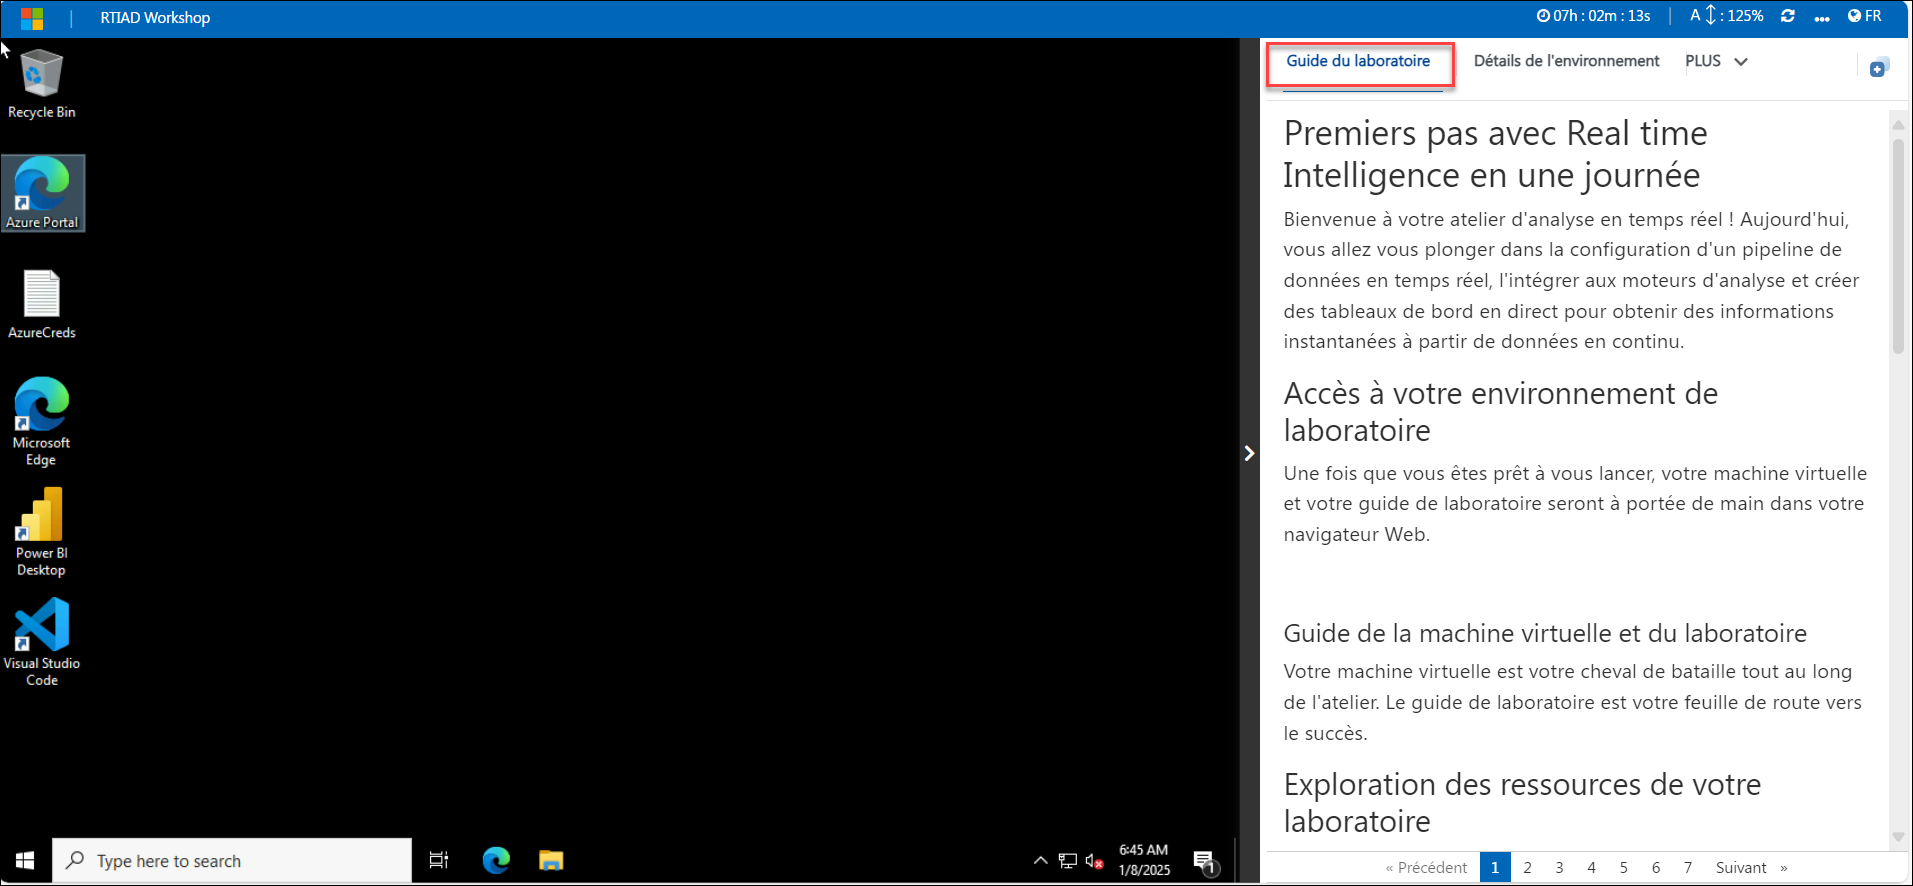 RTIAD Workshop
07h : 02m : 13s
A : 125%
FR
Recycle Bin
Azure Portal
AzureCreds
Microsoft
Edge
Power BI
Desktop
Visual Studio
Code
Type here to search
6:45 AM
1/8/2025
1
Guide du laboratoire
Détails de l'environnement
PLUS
Premiers pas avec Real time
Intelligence en une journée
Bienvenue à votre atelier d'analyse en temps réel ! Aujourd'hui,
vous allez vous plonger dans la configuration d'un pipeline de
données en temps réel, l'intégrer aux moteurs d'analyse et créer
des tableaux de bord en direct pour obtenir des informations
instantanées à partir de données en continu.
Accès à votre environnement de
laboratoire
Une fois que vous êtes prêt à vous lancer, votre machine virtuelle
et votre guide de laboratoire seront à portée de main dans votre
navigateur Web.
Guide de la machine virtuelle et du laboratoire
Votre machine virtuelle est votre cheval de bataille tout au long
de l'atelier. Le guide de laboratoire est votre feuille de route vers
le succès.
Exploration des ressources de votre
laboratoire
« Précédent 1 2 3 4 5 6 7 Suivant »